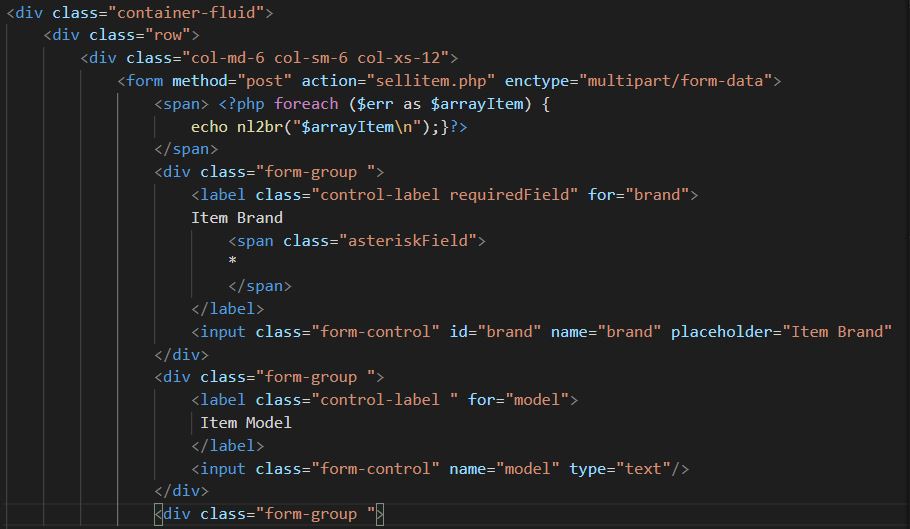 <div class="container-fluid">
<div class="row">
<div class="col-md-6 col-sm-6 col-xs-12">
<form method="post" action="sellitem.php" enctype="multipart/form-data">
<span> <?php foreach ($err as $arrayItem) {
echo nl2br("$arrayItem\n");}?>
</span>
<div class="form-group ">
<label class="control-label requiredField" for="brand">
Item Brand
<span class="asteriskField">
*
</span>
</label>
<input class="form-control" id="brand" name="brand" placeholder="Item Brand"
</div>
<div class="form-group ">
<label class="control-label " for="model">
Item Model
</label>
<input class="form-control" name="model" type="text"/>
</div>
<div class="form-group ">